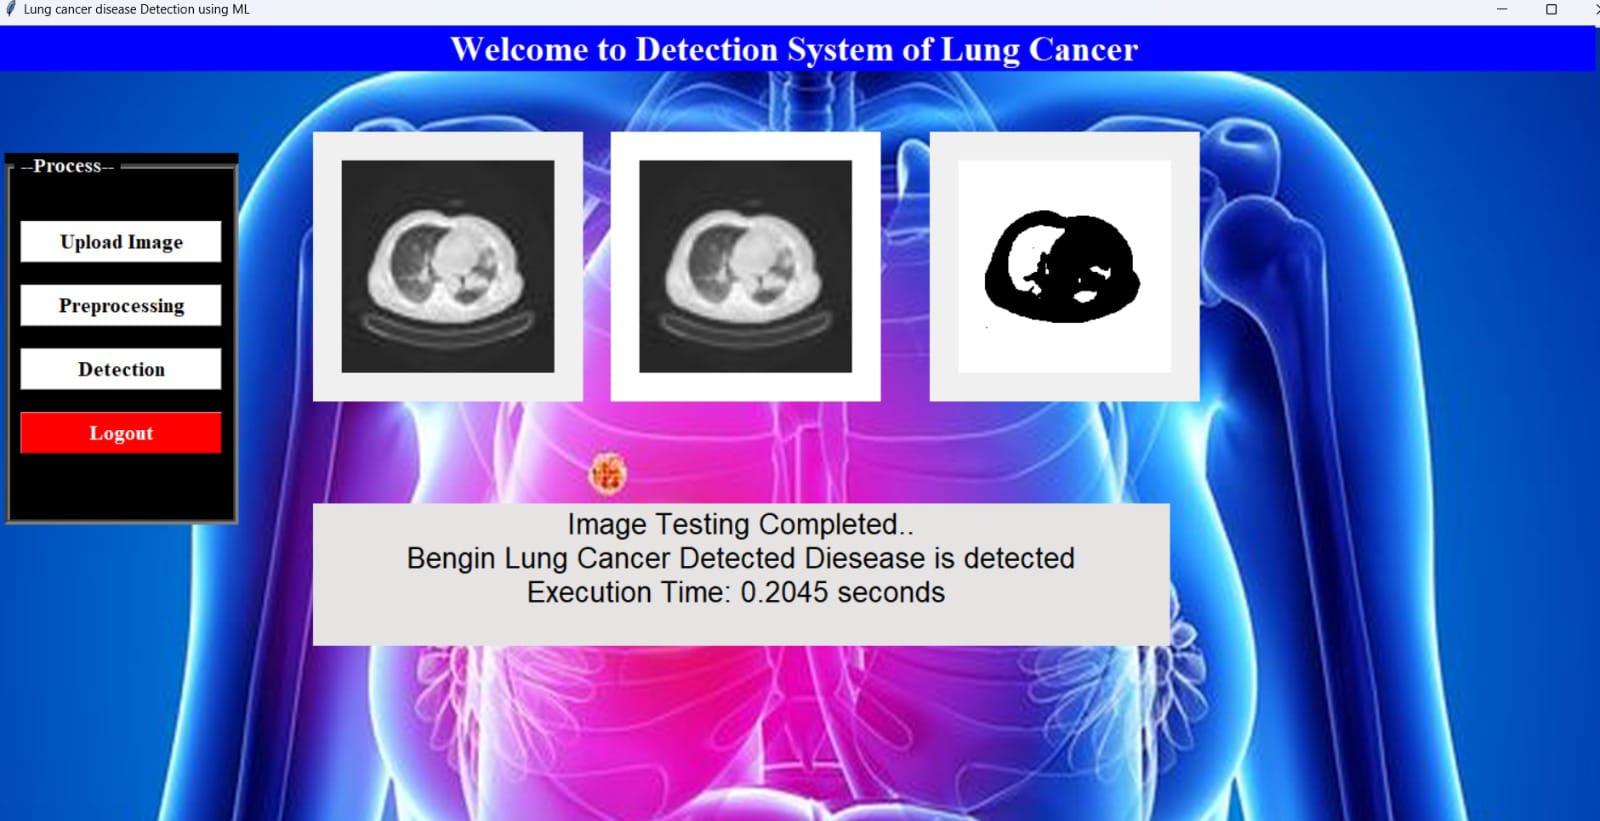 Lung cancer disease Detection using ML
Welcome to Detection System of Lung Cancer
--Process--
Upload Image
Preprocessing
Detection
Logout
Image Testing Completed..
Bengin Lung Cancer Detected Diesease is detected
Execution Time: 0.2045 seconds